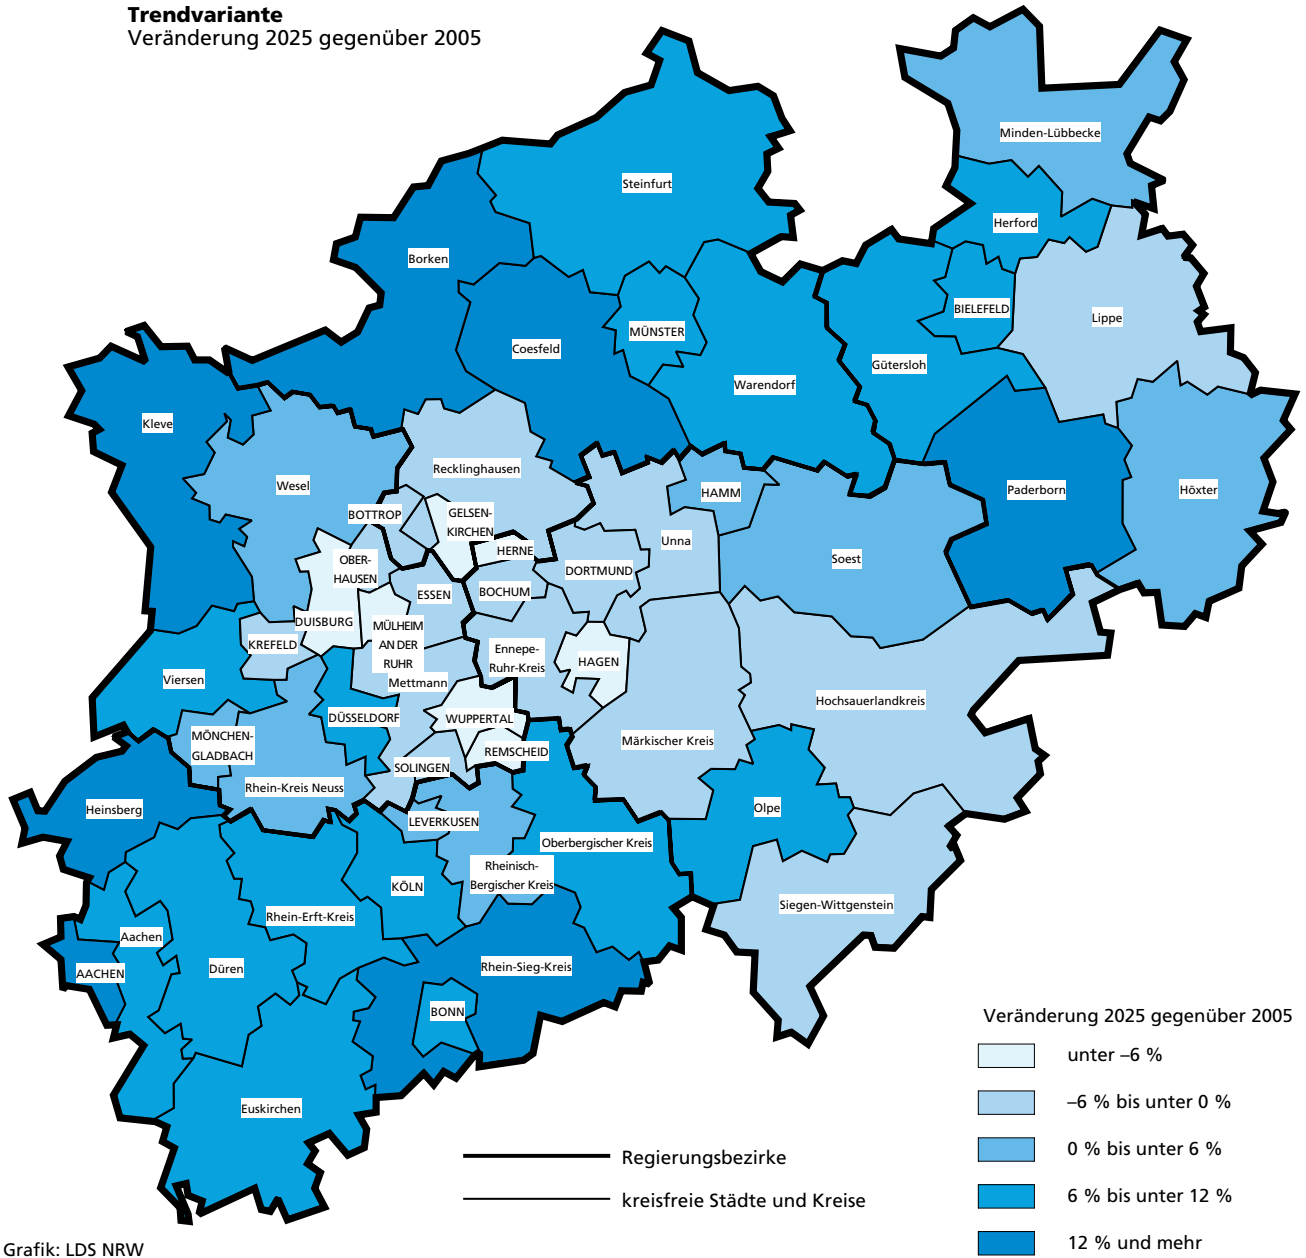 Trendvariante
Veränderung 2025 gegenüber 2005
Minden-Lübbecke
Steinfurt
Herford
Borken
BIELEFELD
Lippe
MÜNSTER
Coesfeld
Gütersloh
Warendorf
Kleve
Recklinghausen
Wesel
HAMM
Paderborn
Höxter
BOTTROP
GELSEN-
KIRCHEN
Unna
HERNE
Soest
OBER-
HAUSEN
DORTMUND
ESSEN
BOCHUM
DUISBURG
MÜLHEIM
AN DER
RUHR
KREFELD
Ennepe-
Ruhr-Kreis
HAGEN
Viersen
Mettmann
Hochsauerlandkreis
DÜSSELDORF
WUPPERTAL
MÖNCHEN-
GLADBACH
Märkischer Kreis
REMSCHEID
SOLINGEN
Rhein-Kreis Neuss
Heinsberg
Olpe
LEVERKUSEN
Oberbergischer Kreis
Rheinisch-
Bergischer Kreis
KÖLN
Siegen-Wittgenstein
Rhein-Erft-Kreis
Aachen
Düren
Rhein-Sieg-Kreis
AACHEN
BONN
Euskirchen
Veränderung 2025 gegenüber 2005
unter –6 %
–6 % bis unter 0 %
0 % bis unter 6 %
6 % bis unter 12 %
12 % und mehr
Regierungsbezirke
kreisfreie Städte und Kreise
Grafik: LDS NRW